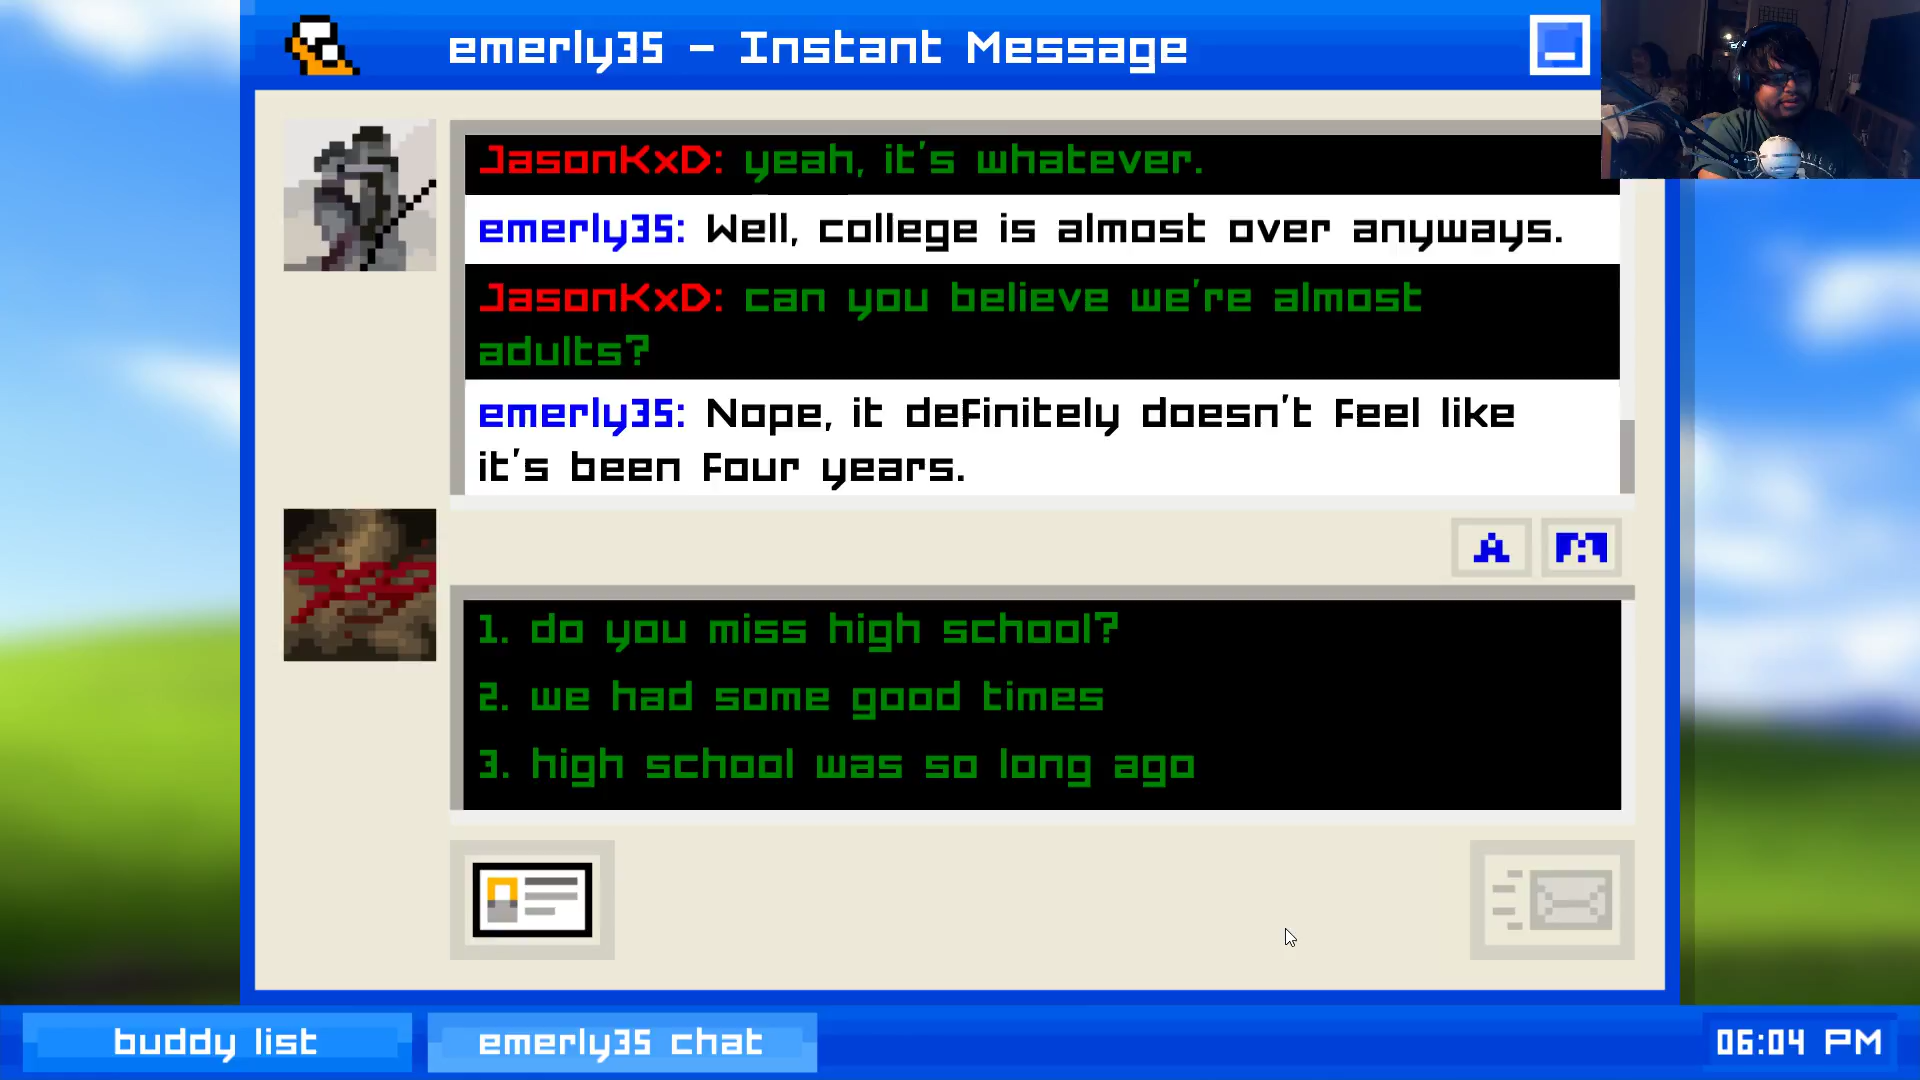 emerly35 – Instant Message
JasonKxD: yeah, it's whatever.
emerly35: Well, college is almost over anyways.
JasonKxD: can you believe we're almost
adults?
emerly35: Nope, it definitely doesn't feel like
it's been four years.
A
1. do you miss high school?
2. we had some good times
3. high school was so long ago
buddy list
emerly35 chat
06:04 PM